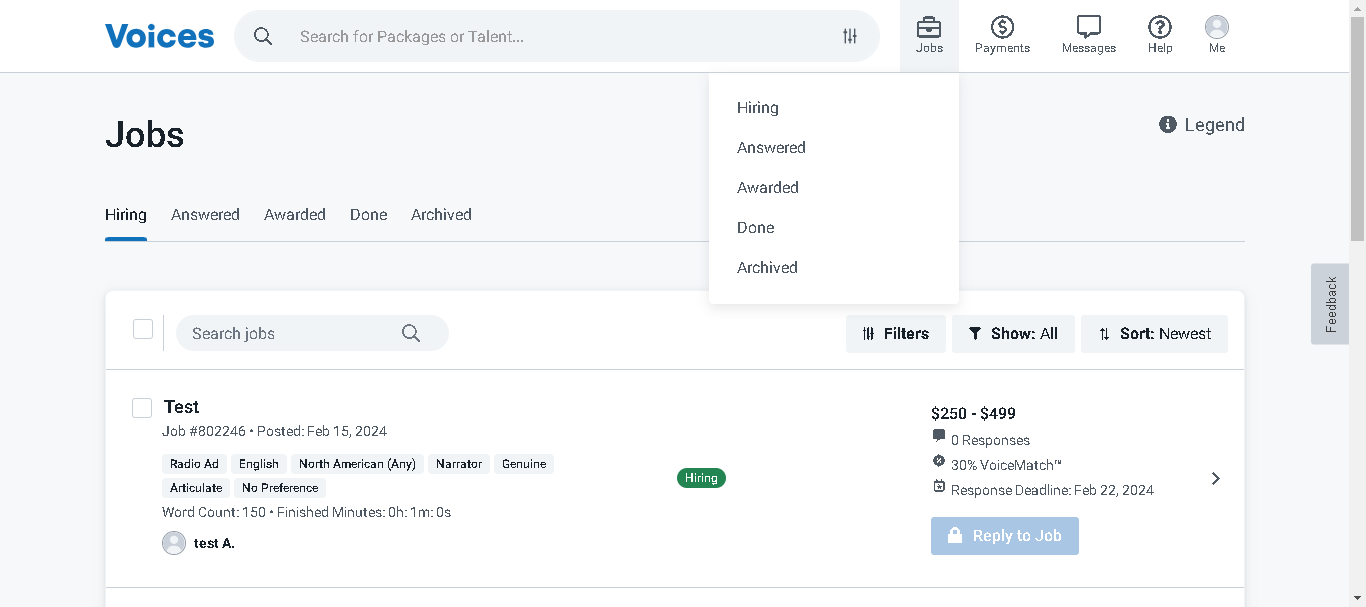 Voices
Search for Packages or Talent...
Jobs
Payments
Messages
Help
Me
Hiring
Answered
Awarded
Done
Archived
Jobs
Legend
Hiring Answered Awarded Done Archived
Feedback
Search jobs
Filters
Show: All
Sort: Newest
Test
Job #802246 • Posted: Feb 15, 2024
Radio Ad English North American (Any) Narrator Genuine
Articulate No Preference
Word Count: 150 • Finished Minutes: 0h: 1m: 0s
test A.
Hiring
$250 - $499
0 Responses
30% VoiceMatch™
Response Deadline: Feb 22, 2024
Reply to Job